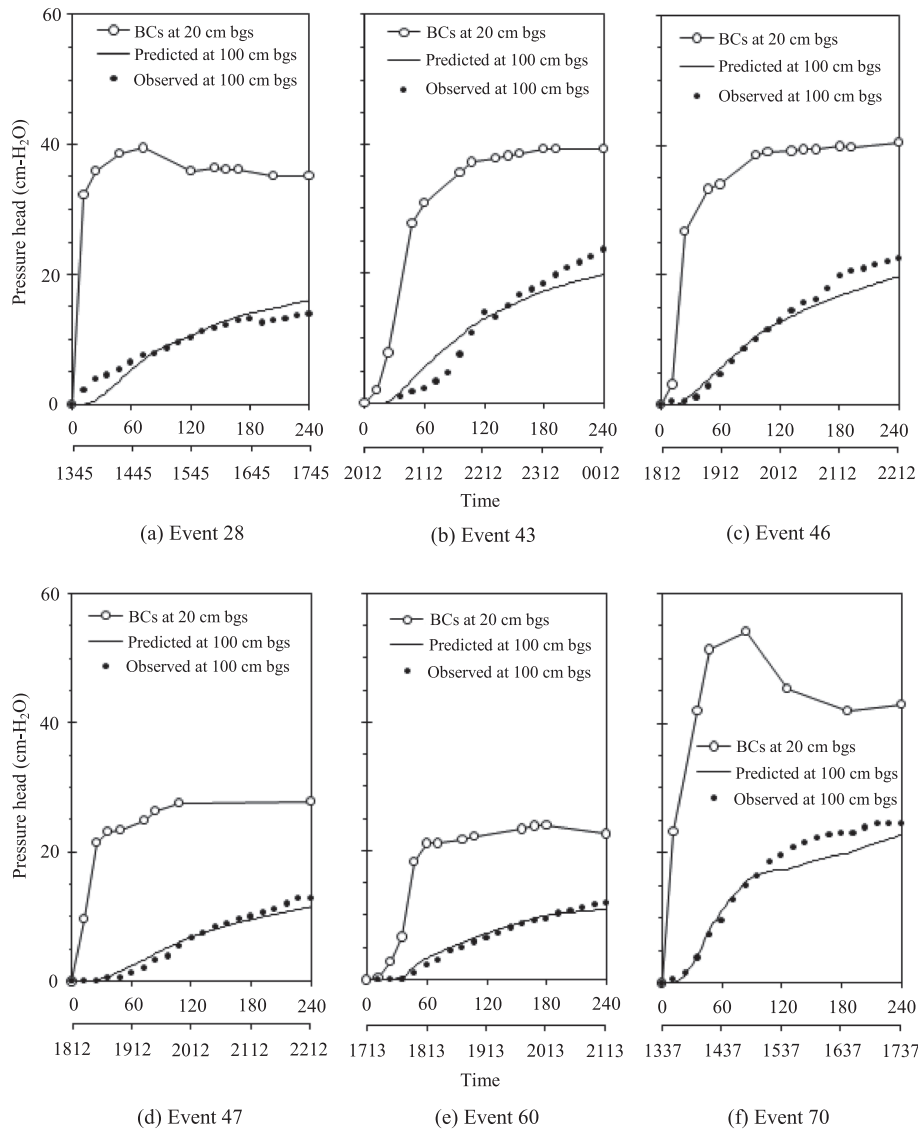 60
BCs at 20 cm bgs
Predicted at 100 cm bgs
Observed at 100 cm bgs
40
20
0
Pressure head (cm-H₂O)
0 60 120 180 240
1345 1445 1545 1645 1745
(a) Event 28
BCs at 20 cm bgs
Predicted at 100 cm bgs
Observed at 100 cm bgs
0 60 120 180 240
2012 2112 2212 2312 0012
Time
(b) Event 43
BCs at 20 cm bgs
Predicted at 100 cm bgs
Observed at 100 cm bgs
0 60 120 180 240
1812 1912 2012 2112 2212
(c) Event 46
60
BCs at 20 cm bgs
Predicted at 100 cm bgs
Observed at 100 cm bgs
40
20
0
Pressure head (cm-H₂O)
0 60 120 180 240
1812 1912 2012 2112 2212
(d) Event 47
BCs at 20 cm bgs
Predicted at 100 cm bgs
Observed at 100 cm bgs
0 60 120 180 240
1713 1813 1913 2013 2113
Time
(e) Event 60
BCs at 20 cm bgs
Predicted at 100 cm bgs
Observed at 100 cm bgs
0 60 120 180 240
1337 1437 1537 1637 1737
(f) Event 70